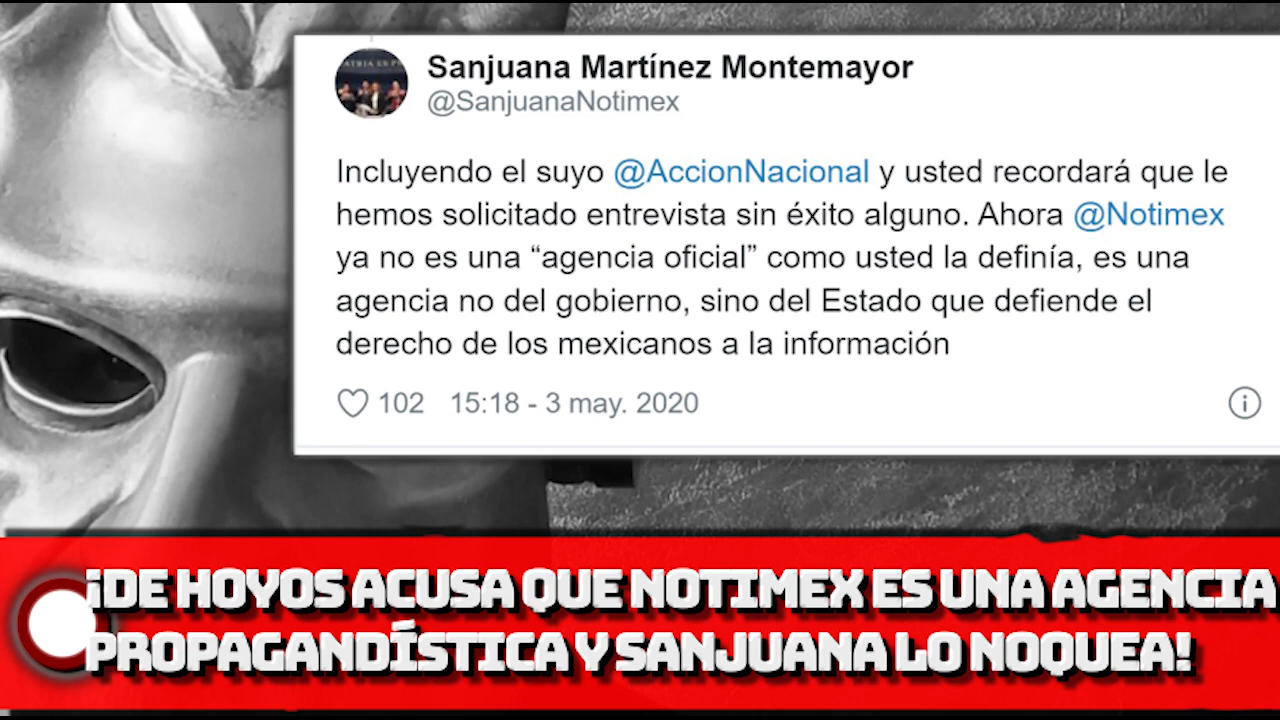 Sanjuana Martínez Montemayor
@SanjuanaNotimex
Incluyendo el suyo @AccionNacional y usted recordará que le
hemos solicitado entrevista sin éxito alguno. Ahora @Notimex
ya no es una “agencia oficial” como usted la definía, es una
agencia no del gobierno, sino del Estado que defiende el
derecho de los mexicanos a la información
102 15:18 - 3 may. 2020
¡DE HOYOS ACUSA QUE NOTIMEX ES UNA AGENCIA
PROPAGANDÍSTICA Y SANJUANA LO NOQUEA!